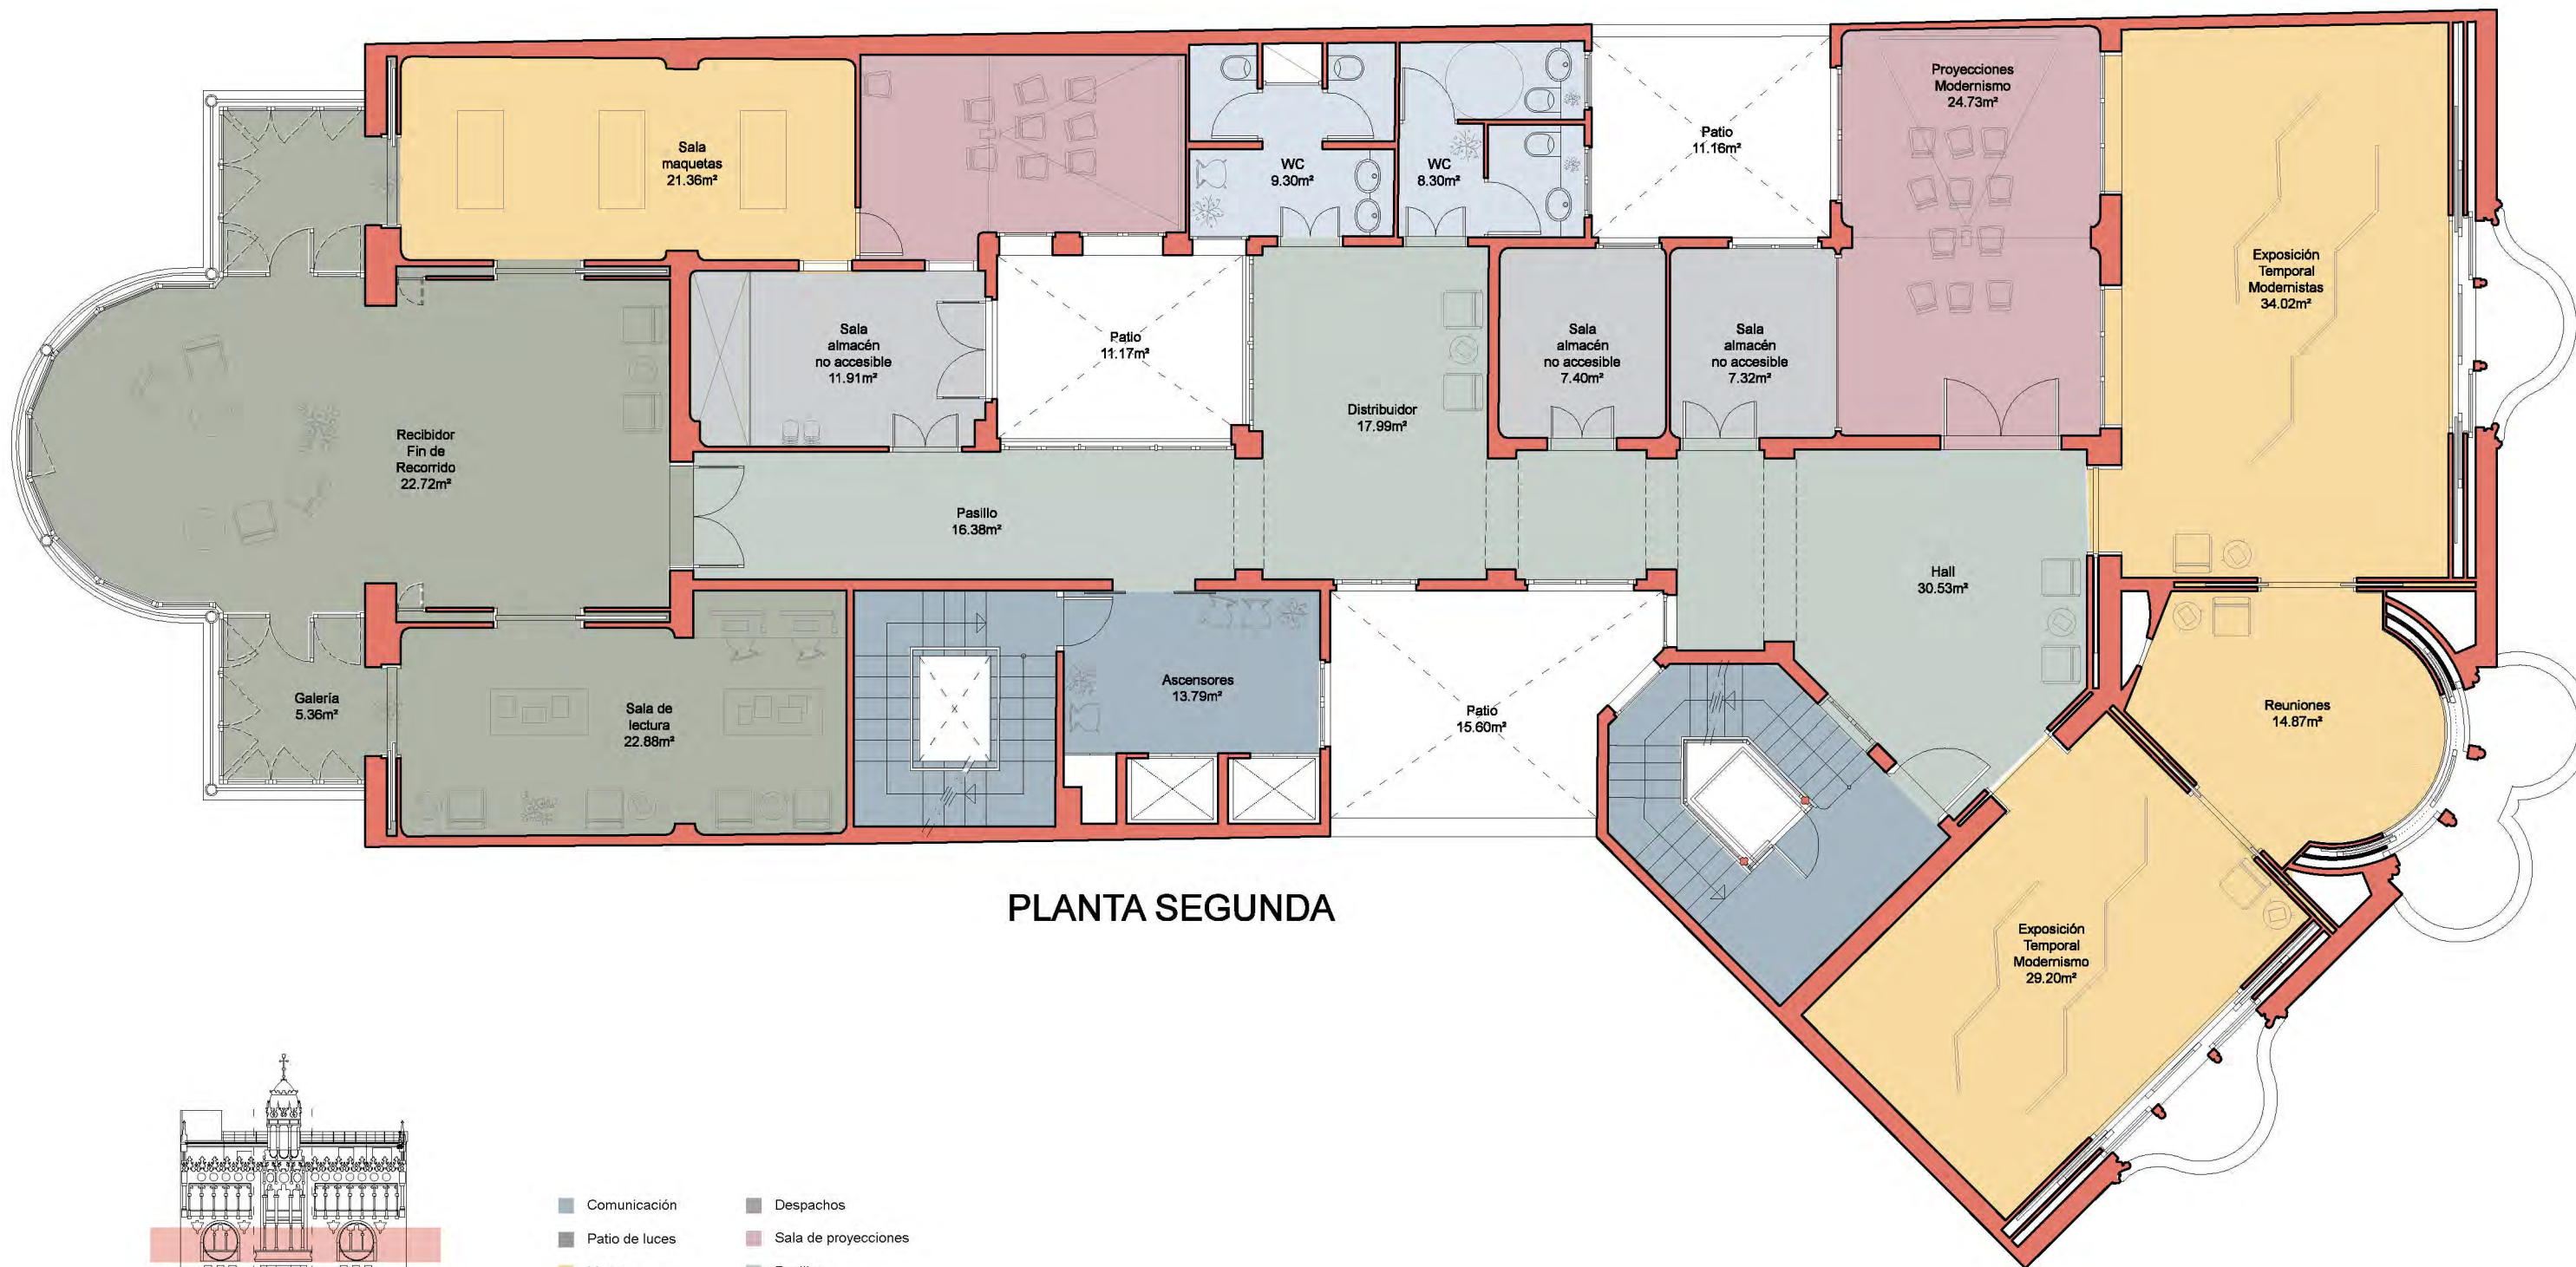 Proyecciones
Modernismo
24.73m²
Sala
maquetas
21.36m²
Patio
11.16m²
WC
9.30m²
WC
8.30m²
Exposición
Temporal
Modernistas
34.02m²
Sala
almacén
no accesible
11.91m²
Patio
11.17m²
Sala
almacén
no accesible
7.40m²
Sala
almacén
no accesible
7.32m²
Distribuidor
17.99m²
Recibidor
Fin de
Recorrido
22.72m²
Pasillo
16.38m²
Hall
30.53m²
Galería
5.36m²
Sala de
lectura
22.88m²
Ascensores
13.79m²
Patio
15.60m²
Reuniones
14.87m²
PLANTA SEGUNDA
Exposición
Temporal
Modernismo
29.20m²
Comunicación
Despachos
Patio de luces
Sala de proyecciones